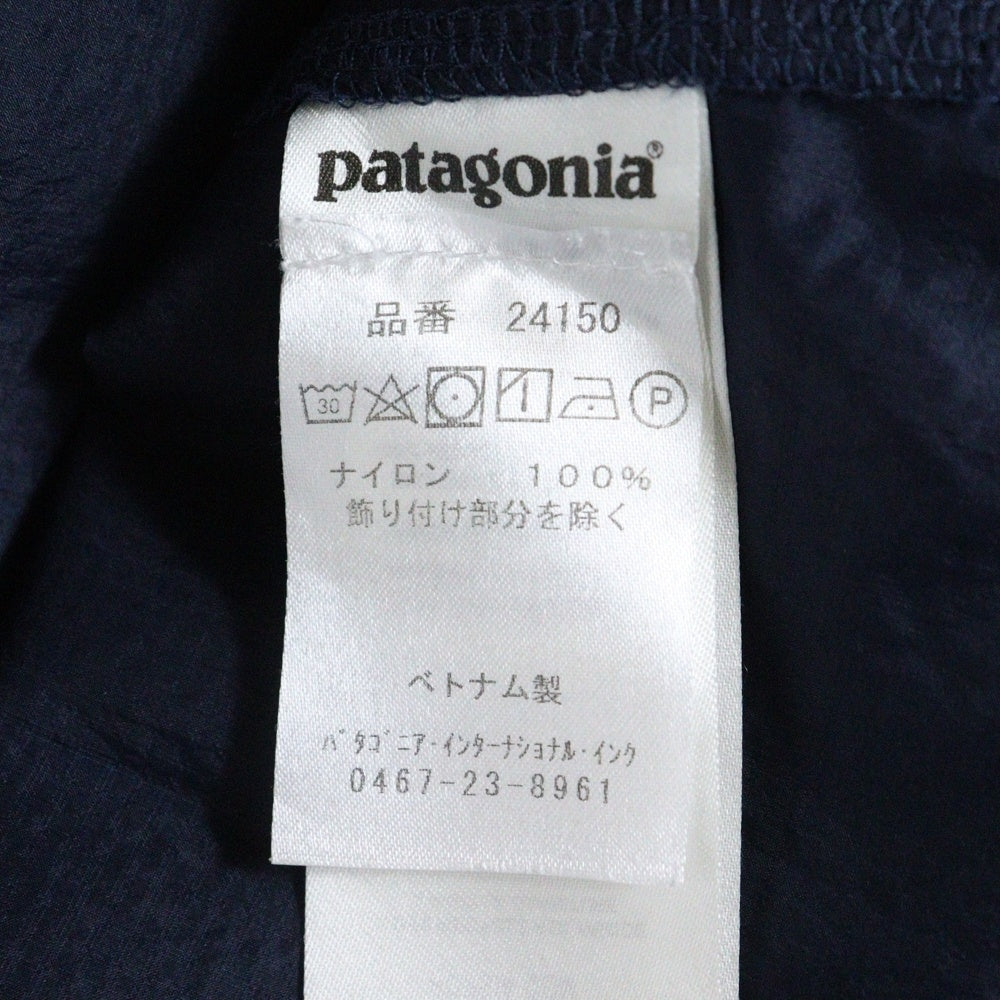 patagonia®
品番 24150
30 P
ナイロン 100%
飾り付け部分を除く
ベトナム製
パタゴニア・インターナショナル・インク
0467-23-8961